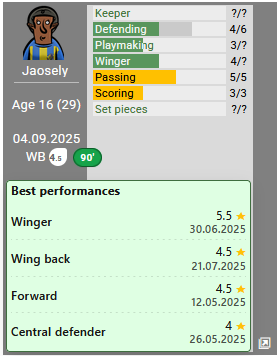 Keeper ?/?
Defending 4/6
Playmaking 3/?
Winger 4/?
Passing 5/5
Scoring 3/3
Set pieces ?/?
Jaosely
Age 16 (29)
04.09.2025
WB 4.5 90'
Best performances
Winger 5.5
30.06.2025
Wing back 4.5
21.07.2025
Forward 4.5
12.05.2025
Central defender 4
26.05.2025